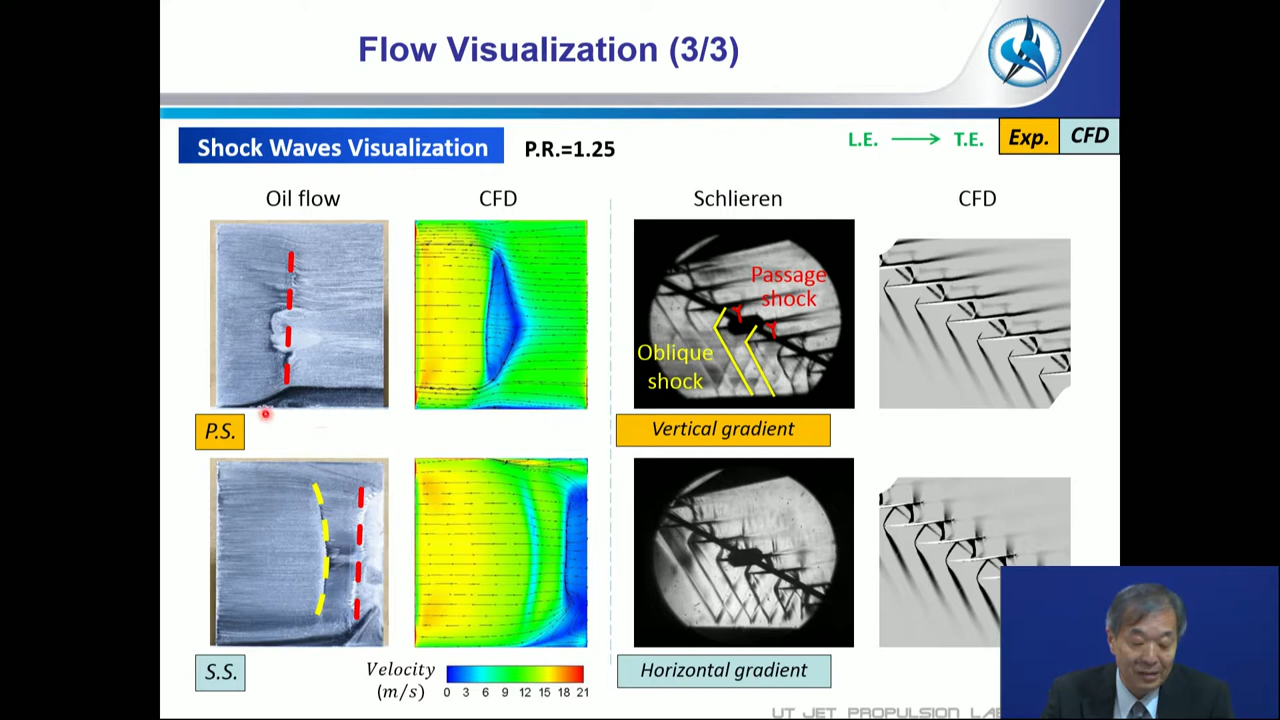 Flow Visualization (3/3)
Shock Waves Visualization
P.R.=1.25
L.E.
T.E.
Exp.
CFD
Oil flow
CFD
Schlieren
CFD
Passage
shock
Oblique
shock
P.S.
Vertical gradient
S.S.
Velocity
(m/s)
0 3 6 9 12 15 18 21
Horizontal gradient
UT JET PROPULSION LAB